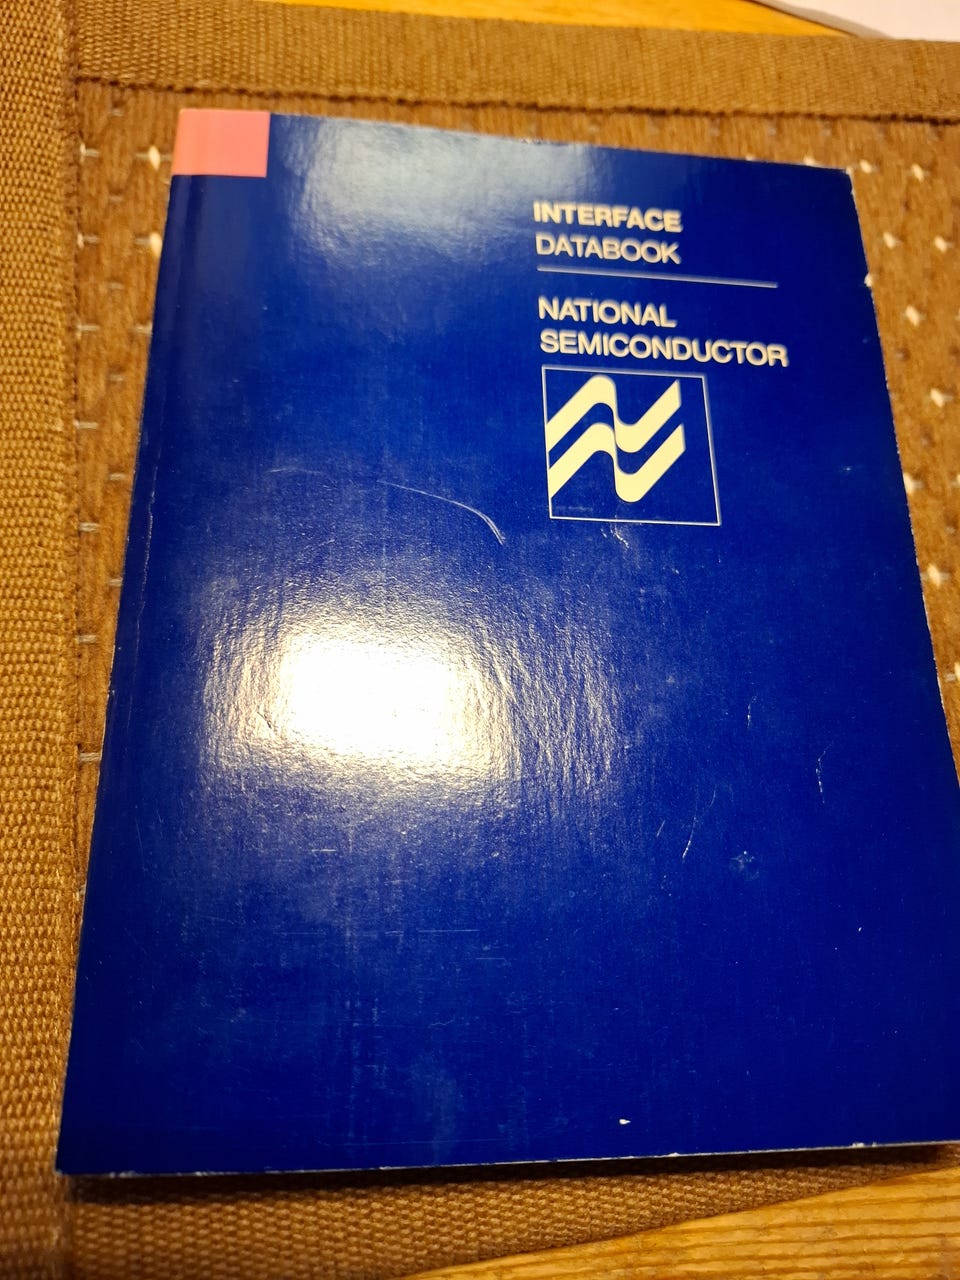 INTERFACE
DATABOOK
NATIONAL
SEMICONDUCTOR